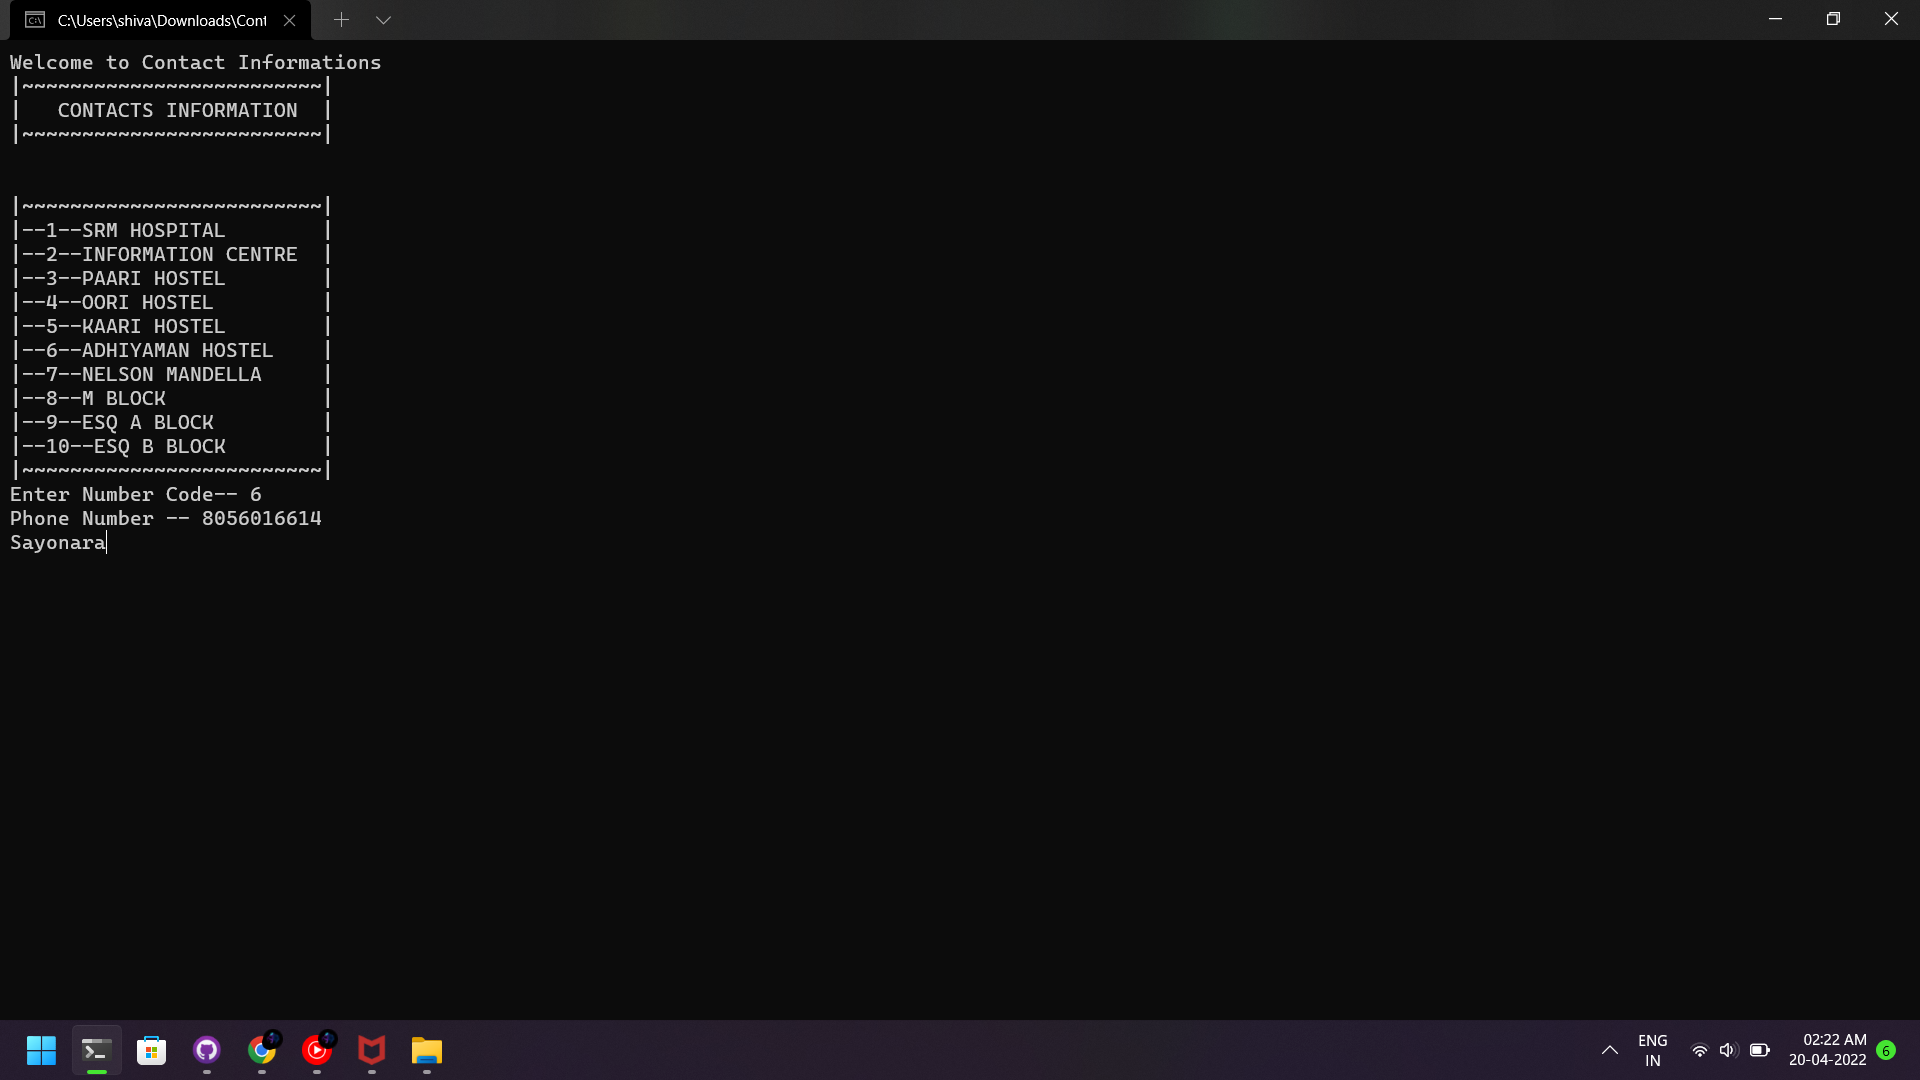 C:\Users\shiva\Downloads\Cont
Welcome to Contact Informations
|~~~~~~~~~~~~~~~~~~~~~~~~~|
|   CONTACTS INFORMATION  |
|~~~~~~~~~~~~~~~~~~~~~~~~~|
|~~~~~~~~~~~~~~~~~~~~~~~~~|
|--1--SRM HOSPITAL        |
|--2--INFORMATION CENTRE  |
|--3--PAARI HOSTEL        |
|--4--OORI HOSTEL         |
|--5--KAARI HOSTEL        |
|--6--ADHIYAMAN HOSTEL    |
|--7--NELSON MANDELLA     |
|--8--M BLOCK             |
|--9--ESQ A BLOCK         |
|--10--ESQ B BLOCK        |
|~~~~~~~~~~~~~~~~~~~~~~~~~|
Enter Number Code-- 6
Phone Number -- 8056016614
Sayonara
ENG
IN
02:22 AM
20-04-2022
6